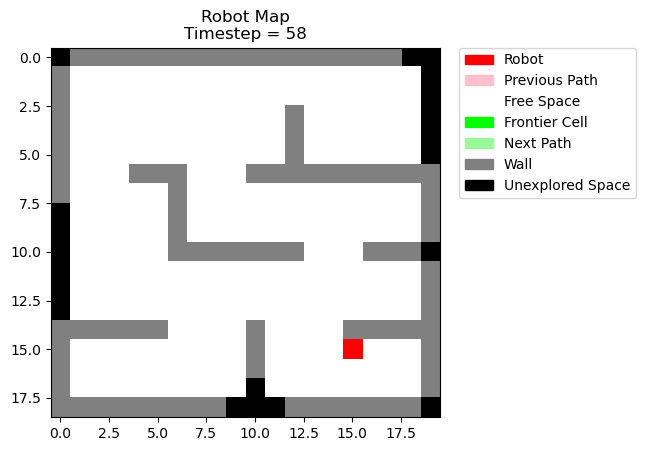 Robot Map
Timestep = 58
0.0
2.5
5.0
7.5
10.0
12.5
15.0
17.5
0.0
2.5
5.0
7.5
10.0
12.5
15.0
17.5
Robot
Previous Path
Free Space
Frontier Cell
Next Path
Wall
Unexplored Space